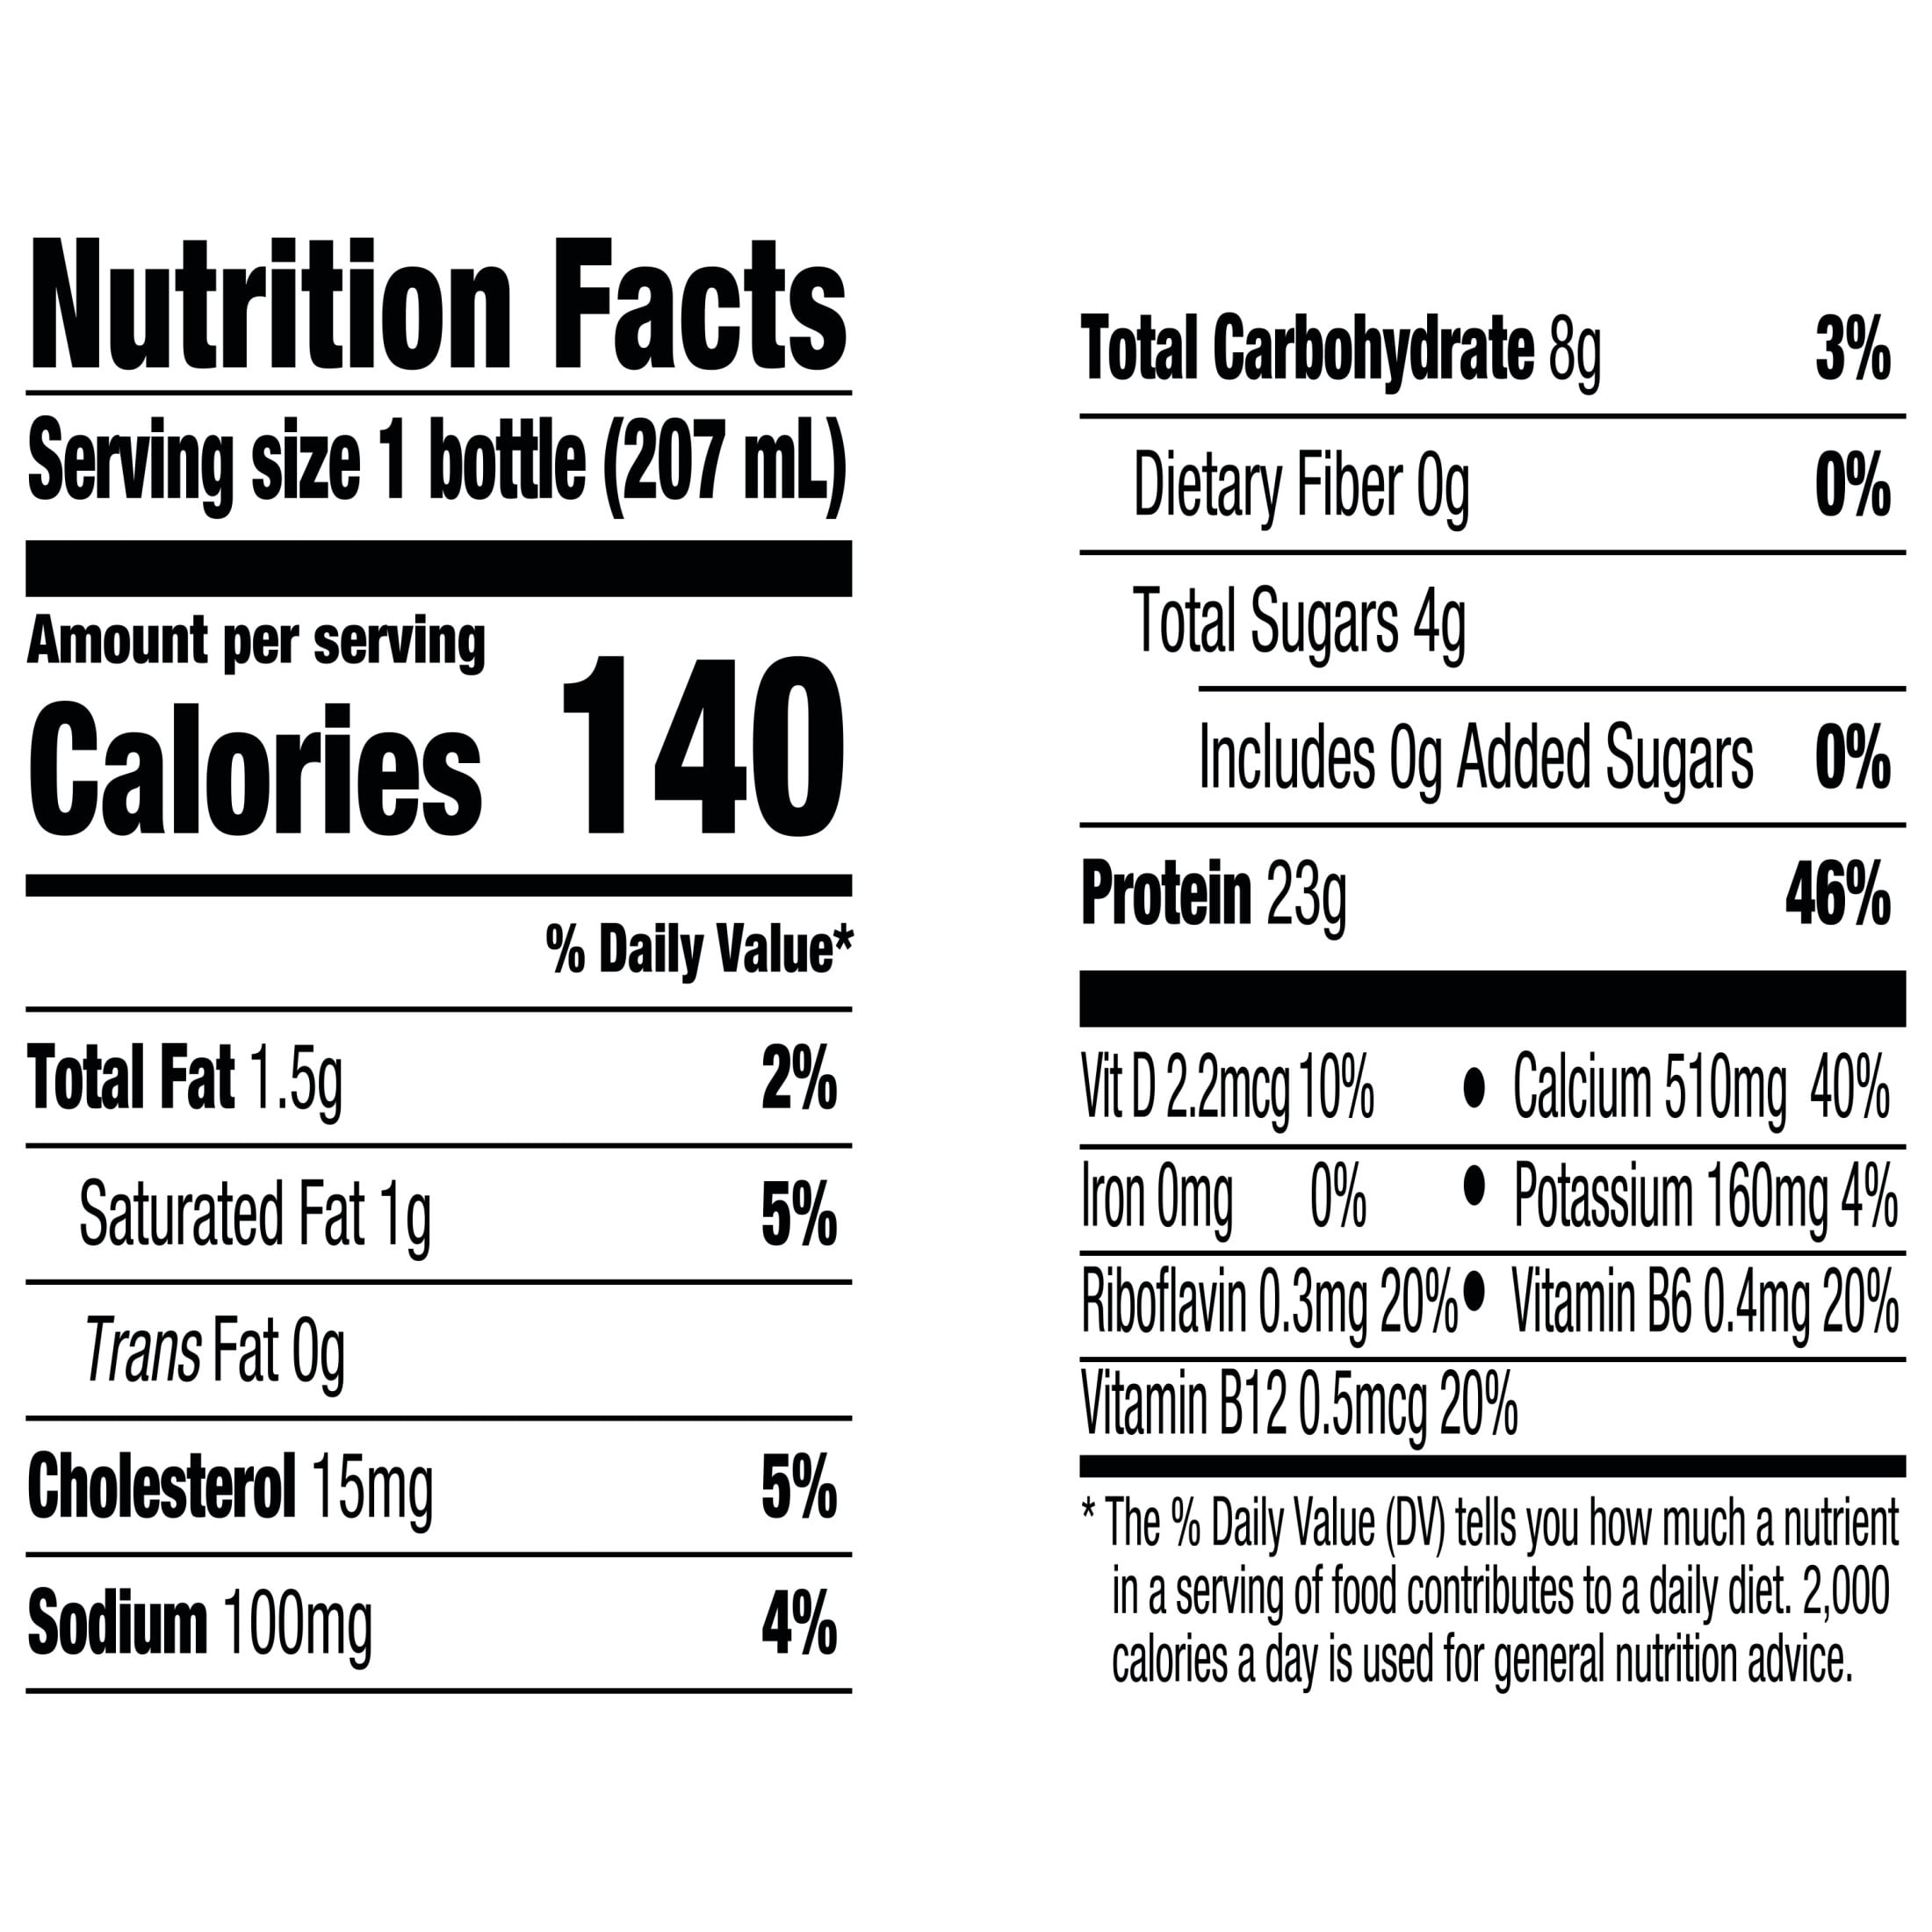 Nutrition Facts
Serving size 1 bottle (207 mL)
Amount per serving
Calories 140
% Daily Value*
Total Fat 1.5g 2%
Saturated Fat 1g 5%
Trans Fat 0g
Cholesterol 15mg 5%
Sodium 100mg 4%
Total Carbohydrate 8g 3%
Dietary Fiber 0g 0%
Total Sugars 4g
Includes 0g Added Sugars 0%
Protein 23g 46%
Vit D 2.2mcg 10% • Calcium 510mg 40%
Iron 0mg 0% • Potassium 160mg 4%
Riboflavin 0.3mg 20% • Vitamin B6 0.4mg 20%
Vitamin B12 0.5mcg 20%
* The % Daily Value (DV) tells you how much a nutrient
in a serving of food contributes to a daily diet. 2,000
calories a day is used for general nutrition advice.